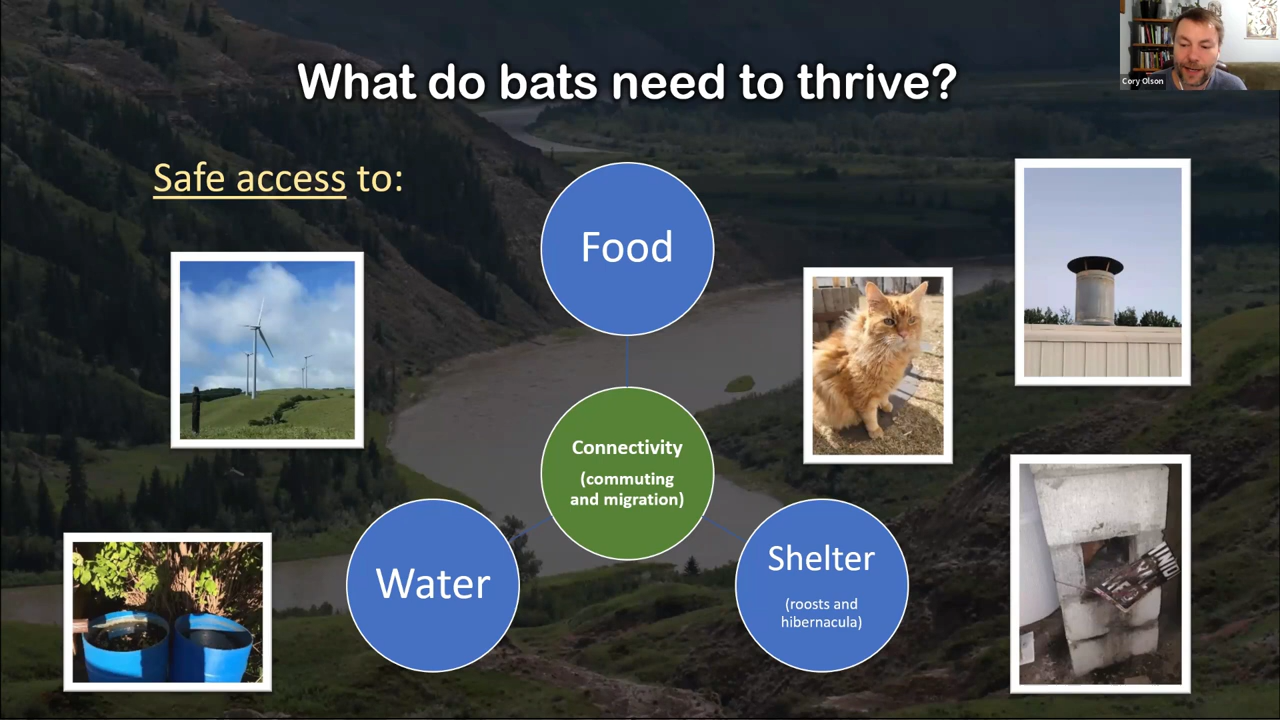 What do bats need to thrive?
Cory Olson
Safe access to:
Food
Connectivity
(commuting
and migration)
Water
Shelter
(roosts and
hibernacula)